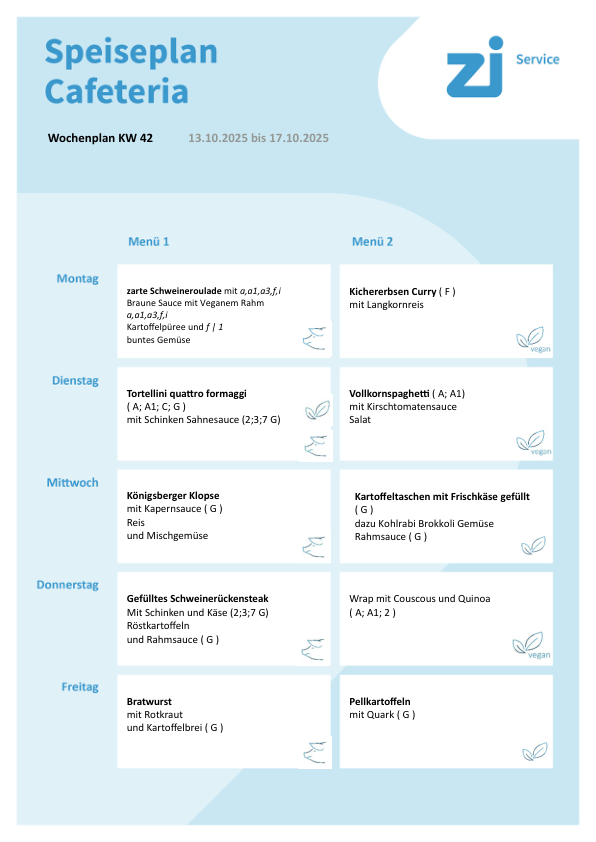 Speiseplan
Cafeteria
zi Service
Wochenplan KW 42 13.10.2025 bis 17.10.2025
Menü 1 Menü 2
Montag
zarte Schweineroulade mit a,a1,a3,f,i
Braune Sauce mit Veganem Rahm
a,a1,a3,f,i
Kartoffelpüree und f / 1
buntes Gemüse
Kichererbsen Curry ( F )
mit Langkornreis
vegan
Dienstag
Tortellini quattro formaggi
( A; A1; C; G )
mit Schinken Sahnesauce (2;3;7 G)
Vollkornspaghetti ( A; A1)
mit Kirschtomatensauce
Salat
vegan
Mittwoch
Königsberger Klopse
mit Kapernsauce ( G )
Reis
und Mischgemüse
Kartoffeltaschen mit Frischkäse gefüllt
( G )
dazu Kohlrabi Brokkoli Gemüse
Rahmsauce ( G )
Donnerstag
Gefülltes Schweinerückensteak
Mit Schinken und Käse (2;3;7 G)
Röstkartoffeln
und Rahmsauce ( G )
Wrap mit Couscous und Quinoa
( A; A1; 2 )
vegan
Freitag
Bratwurst
mit Rotkraut
und Kartoffelbrei ( G )
Pellkartoffeln
mit Quark ( G )